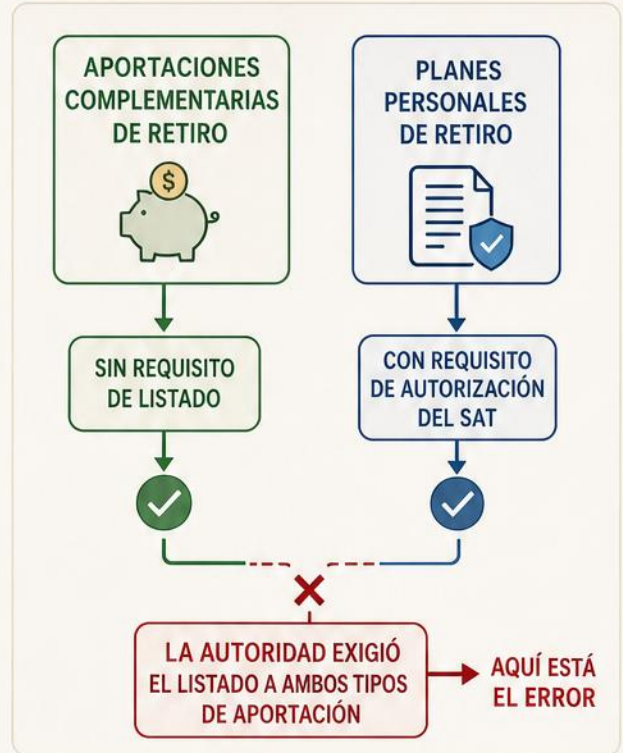 APORTACIONES
COMPLEMENTARIAS
DE RETIRO
$
PLANES
PERSONALES
DE RETIRO
SIN REQUISITO
DE LISTADO
CON REQUISITO
DE AUTORIZACIÓN
DEL SAT
LA AUTORIDAD EXIGIÓ
EL LISTADO A AMBOS TIPOS
DE APORTACIÓN
AQUÍ ESTÁ
EL ERROR